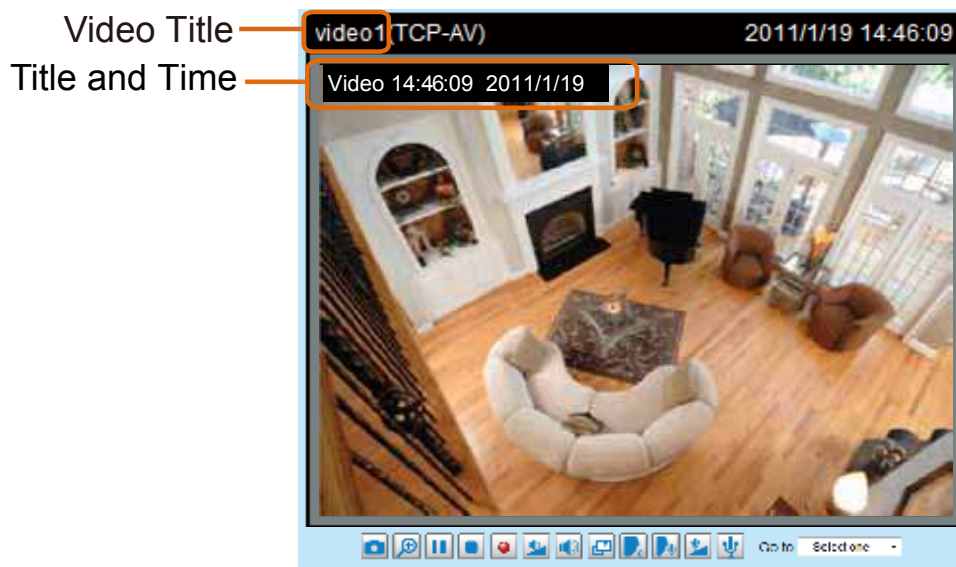 Video Title
video1(TCP-AV) 2011/1/19 14:46:09
Title and Time
Video 14:46:09 2011/1/19
Go to Select one